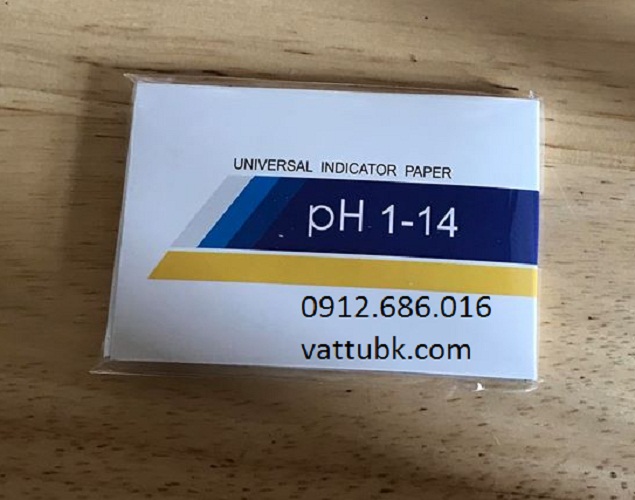 UNIVERSAL INDICATOR PAPER
pH 1-14
0912.686.016
vattubk.com